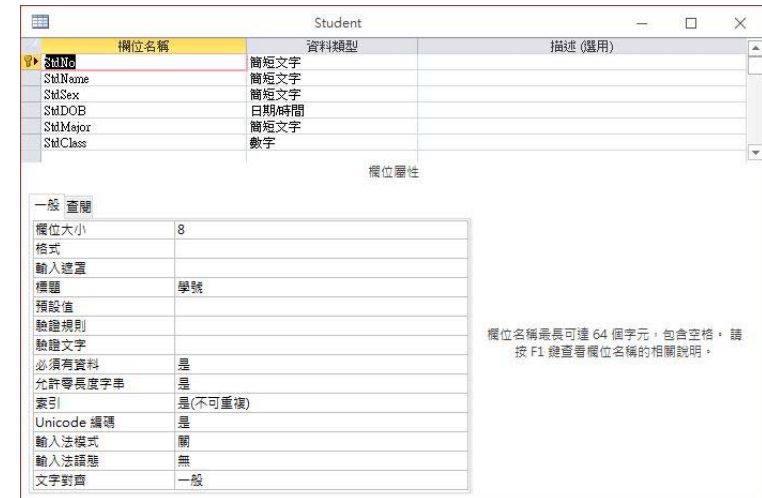 Student
欄位名稱 資料類型 描述 (選用)
StdNo 簡短文字
StdName 簡短文字
StdSex 簡短文字
StdDOB 日期/時間
StdMajor 簡短文字
StdClass 數字
欄位屬性
一般 查閱
欄位大小 8
格式
輸入遮罩
標題 學號
預設值
驗證規則
驗證文字
必須有資料 是
允許零長度字串 是
索引 是(不可重複)
Unicode 編碼 是
輸入法模式 關
輸入法語態 無
文字對齊 一般
欄位名稱最長可達 64 個字元，包含空格。 請
按 F1 鍵查看欄位名稱的相關說明。